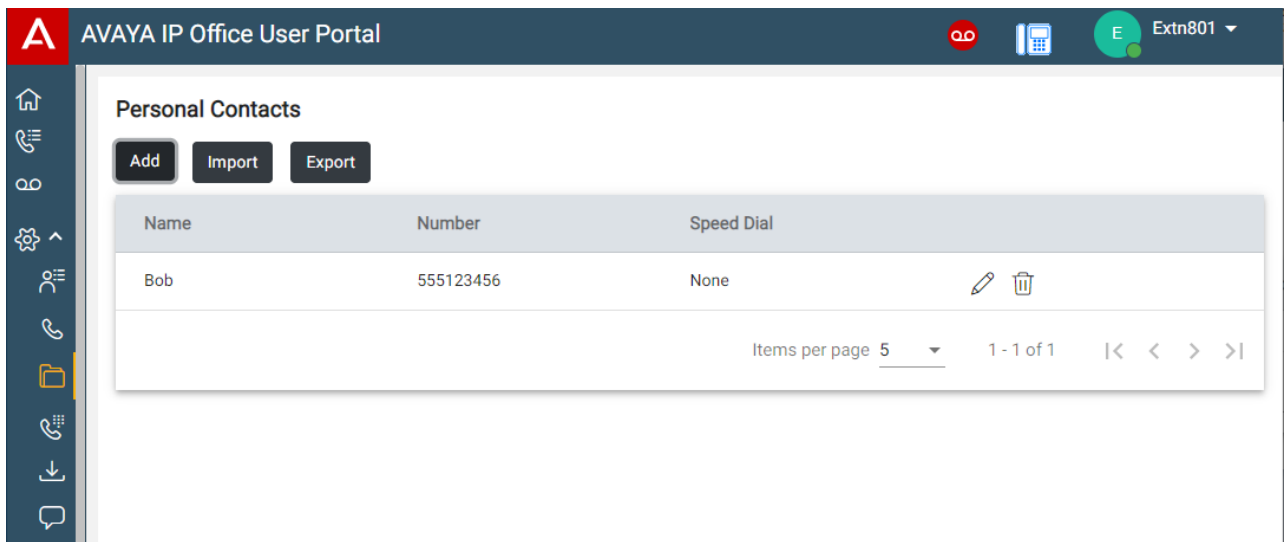 AVAYA IP Office User Portal
E
Extn801
Personal Contacts
Add Import Export
Name Number Speed Dial
Bob 555123456 None
Items per page 5 1 - 1 of 1